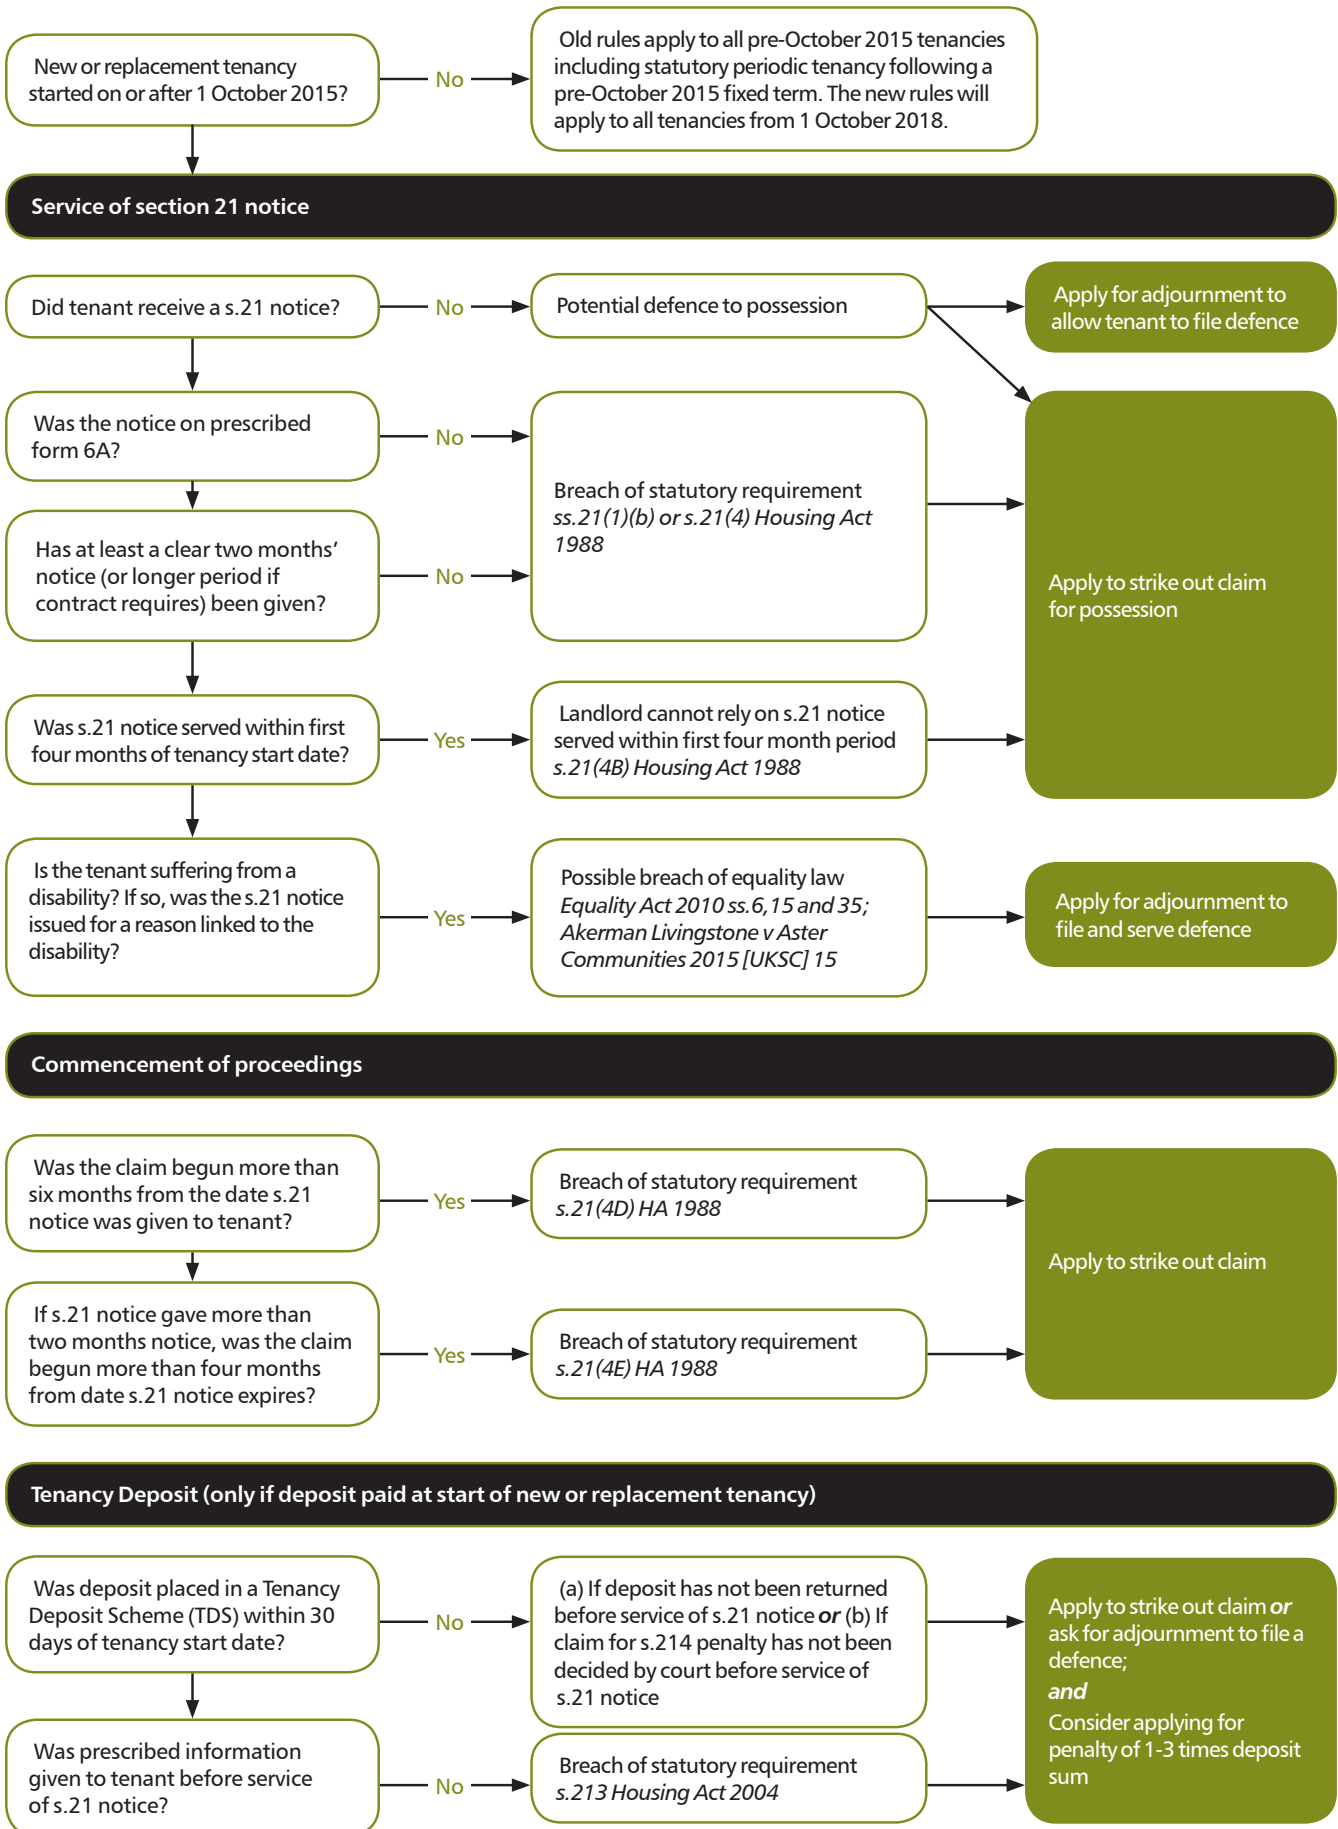 New or replacement tenancy
started on or after 1 October 2015?
No
Old rules apply to all pre-October 2015 tenancies
including statutory periodic tenancy following a
pre-October 2015 fixed term. The new rules will
apply to all tenancies from 1 October 2018.
Service of section 21 notice
Did tenant receive a s.21 notice?
No
Potential defence to possession
Apply for adjournment to
allow tenant to file defence
Was the notice on prescribed
form 6A?
No
Has at least a clear two months’
notice (or longer period if
contract requires) been given?
No
Breach of statutory requirement
ss.21(1)(b) or s.21(4) Housing Act
1988
Apply to strike out claim
for possession
Was s.21 notice served within first
four months of tenancy start date?
Yes
Landlord cannot rely on s.21 notice
served within first four month period
s.21(4B) Housing Act 1988
Is the tenant suffering from a
disability? If so, was the s.21 notice
issued for a reason linked to the
disability?
Yes
Possible breach of equality law
Equality Act 2010 ss.6,15 and 35;
Akerman Livingstone v Aster
Communities 2015 [UKSC] 15
Apply for adjournment to
file and serve defence
Commencement of proceedings
Was the claim begun more than
six months from the date s.21
notice was given to tenant?
Yes
Breach of statutory requirement
s.21(4D) HA 1988
Apply to strike out claim
If s.21 notice gave more than
two months notice, was the claim
begun more than four months
from date s.21 notice expires?
Yes
Breach of statutory requirement
s.21(4E) HA 1988
Tenancy Deposit (only if deposit paid at start of new or replacement tenancy)
Was deposit placed in a Tenancy
Deposit Scheme (TDS) within 30
days of tenancy start date?
No
(a) If deposit has not been returned
before service of s.21 notice or (b) If
claim for s.214 penalty has not been
decided by court before service of
s.21 notice
Apply to strike out claim or
ask for adjournment to file a
defence;
and
Consider applying for
penalty of 1-3 times deposit
sum
Was prescribed information
given to tenant before service
of s.21 notice?
No
Breach of statutory requirement
s.213 Housing Act 2004